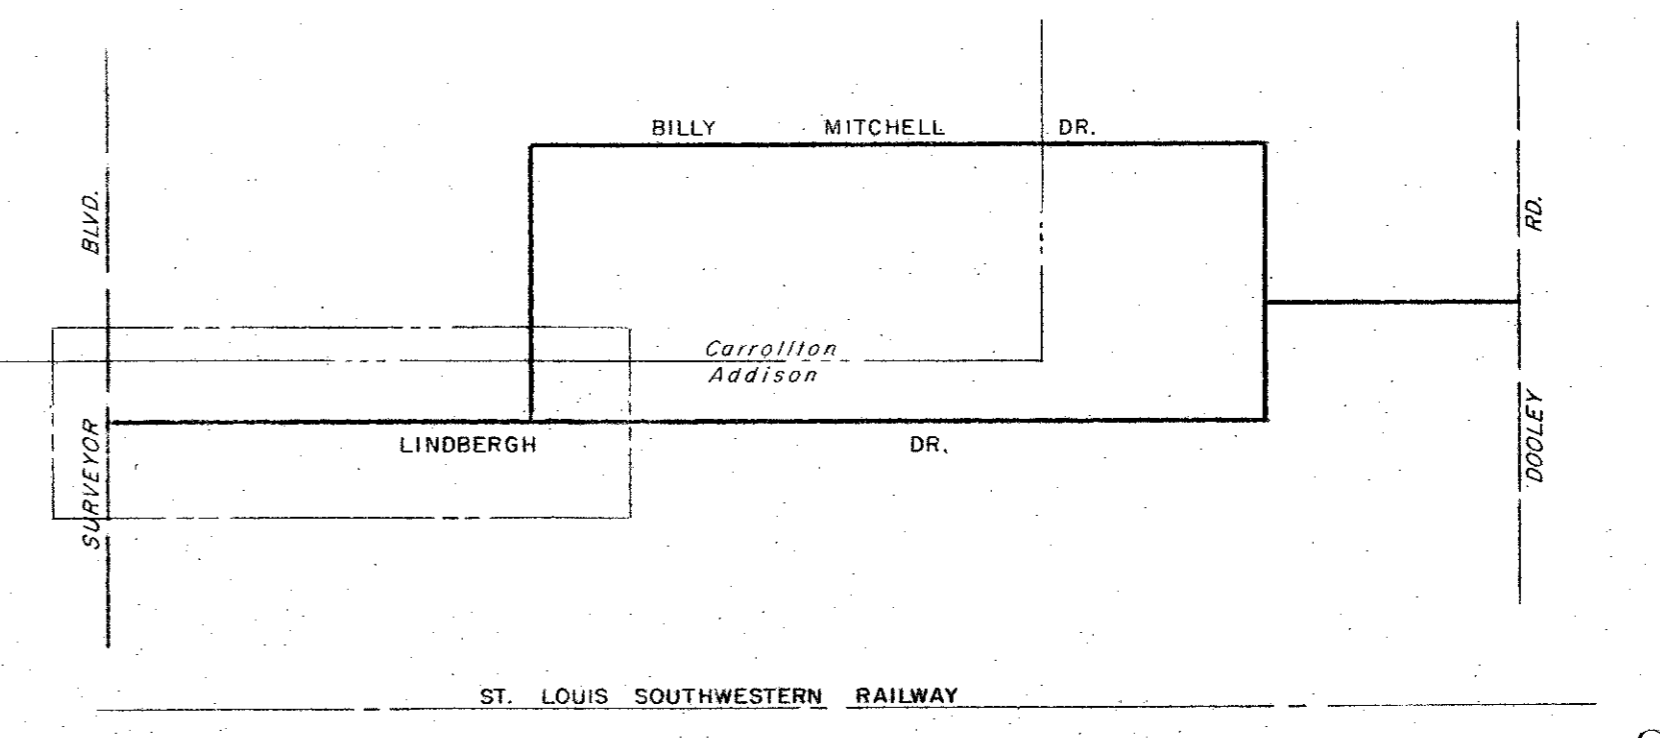 BILLY MITCHELL DR.
SURVEYOR BLVD.
DOOLEY RD.
Carrollton
Addison
LINDBERGH DR.
ST. LOUIS SOUTHWESTERN RAILWAY